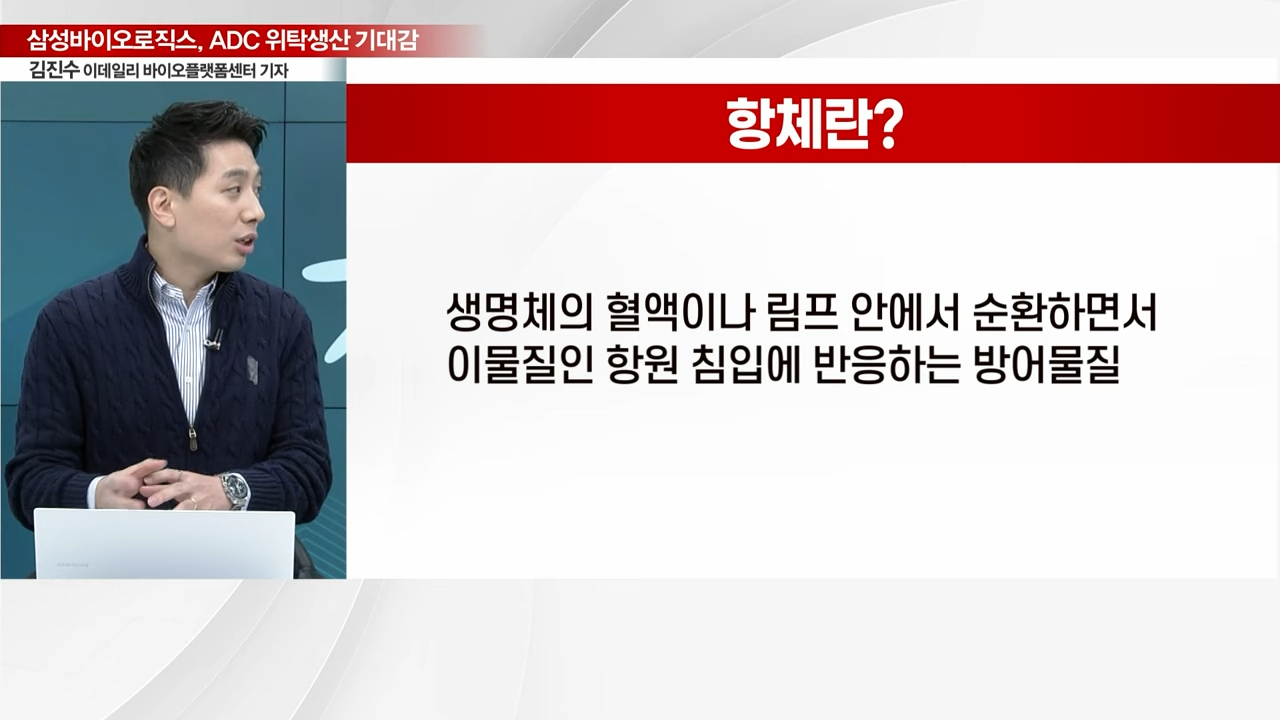 삼성바이오로직스, ADC 위탁생산 기대감
김진수 이데일리 바이오플랫폼센터 기자
항체란?
생명체의 혈액이나 림프 안에서 순환하면서
이물질인 항원 침입에 반응하는 방어물질